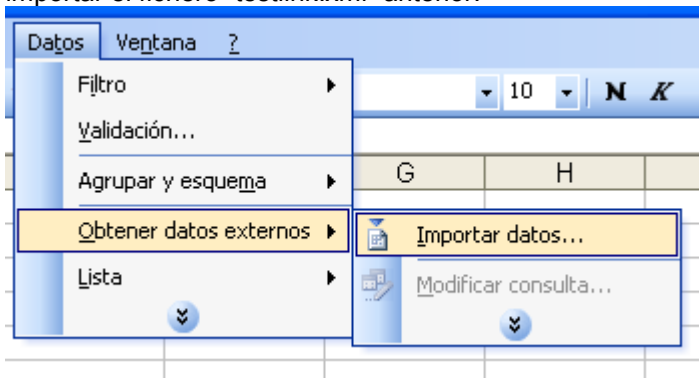 Datos Ventana ?
Filtro
10 N K
Validación...
Agrupar y esquema
G H
Obtener datos externos
Importar datos...
Lista
Modificar consulta...